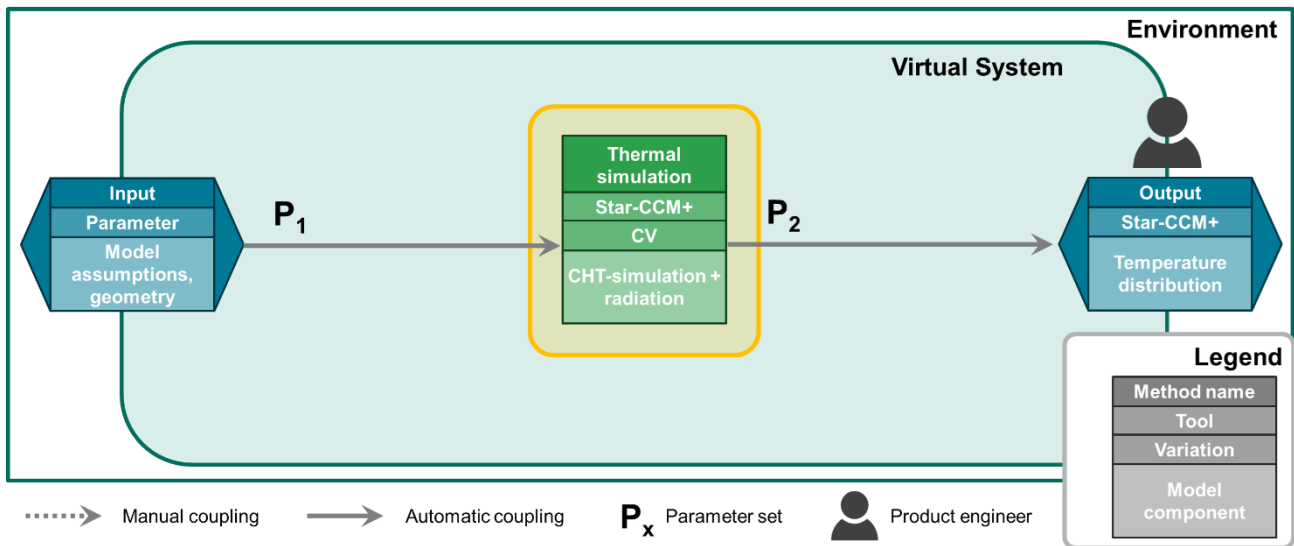 Environment
Virtual System
Thermal
simulation
Star-CCM+
CV
CHT-simulation +
radiation
Input
Parameter
Model
assumptions,
geometry
P1
P2
Output
Star-CCM+
Temperature
distribution
Legend
Method name
Tool
Variation
Model
component
Manual coupling
Automatic coupling
Px Parameter set
Product engineer